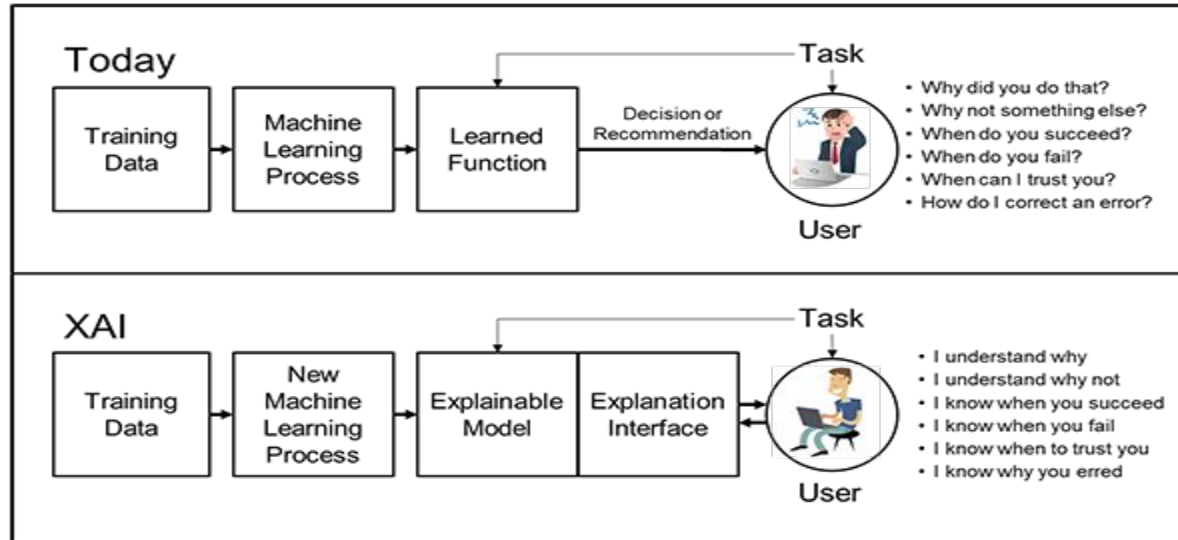 Today
Task
Training
Data
Machine
Learning
Process
Learned
Function
Decision or
Recommendation
User
• Why did you do that?
• Why not something else?
• When do you succeed?
• When do you fail?
• When can I trust you?
• How do I correct an error?
XAI
Task
Training
Data
New
Machine
Learning
Process
Explainable
Model
Explanation
Interface
User
• I understand why
• I understand why not
• I know when you succeed
• I know when you fail
• I know when to trust you
• I know why you erred